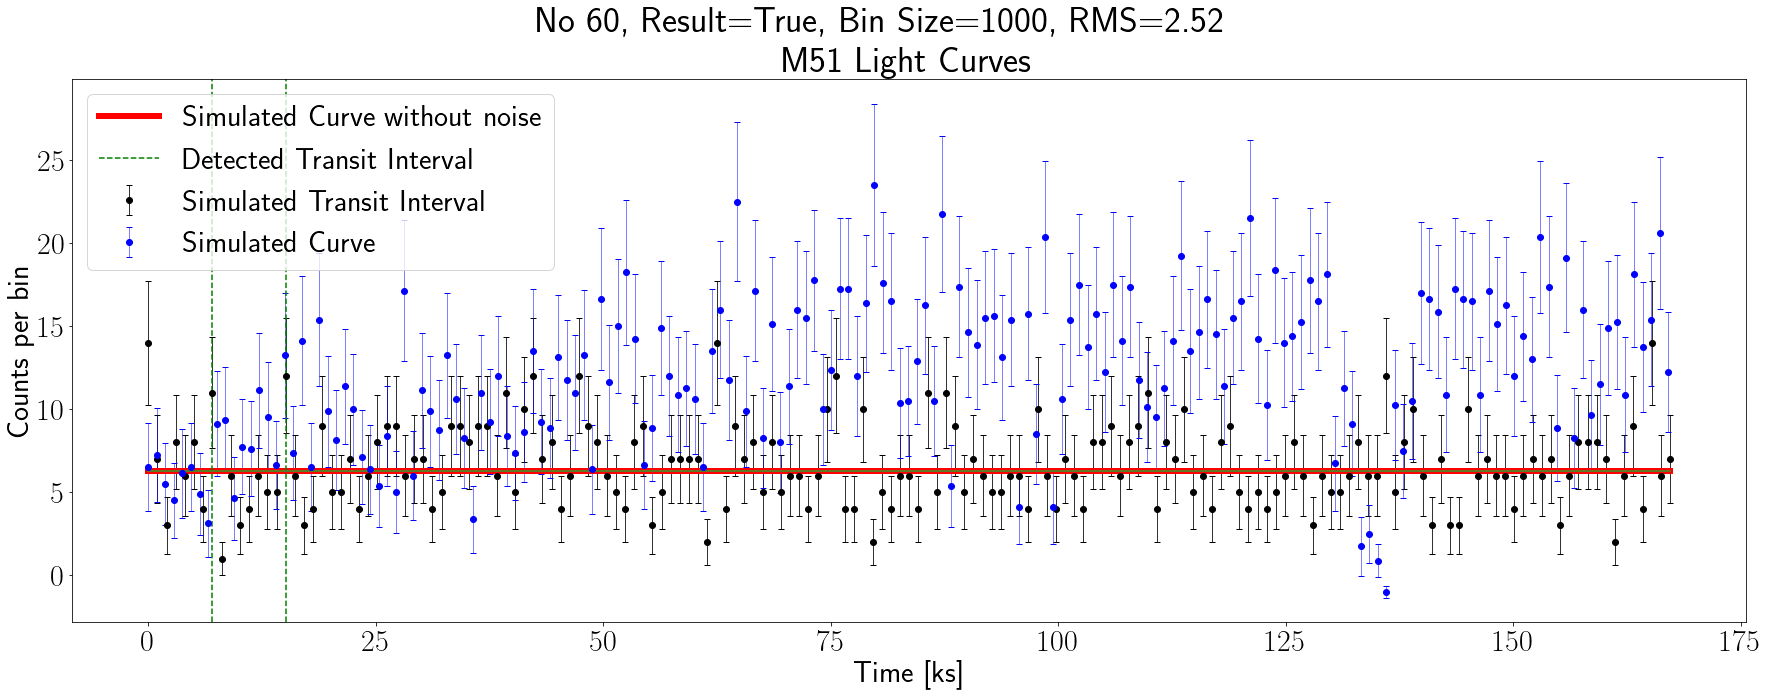 No 60, Result=True, Bin Size=1000, RMS=2.52
M51 Light Curves
Simulated Curve without noise
Detected Transit Interval
Simulated Transit Interval
Simulated Curve
Counts per bin
25
20
15
10
5
0
0 25 50 75 100 125 150 175
Time [ks]